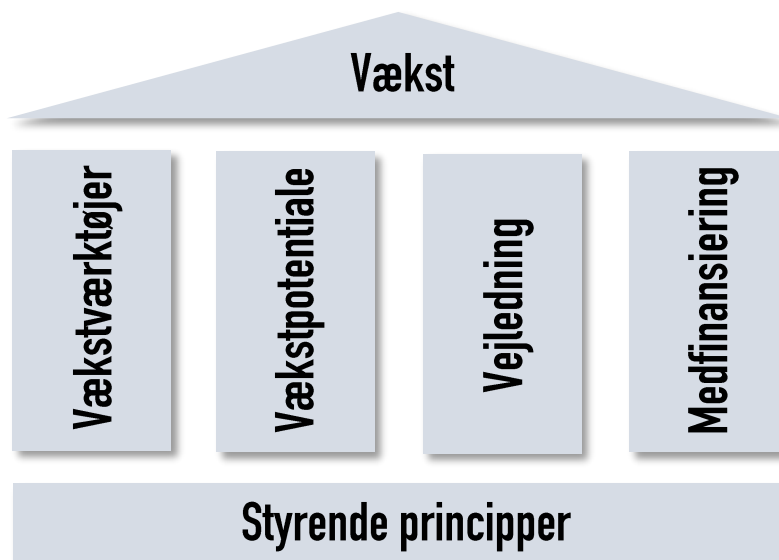 Vækst
Vækstværktøjer
Vækstpotentiale
Vejledning
Medfinansiering
Styrende principper